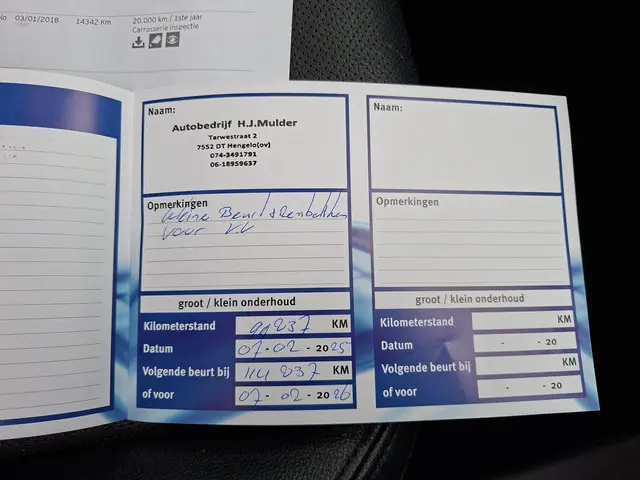 elo 03/01/2018 14342 Km 20.000 km / 1ste jaar
Carrosserie inspectie
Naam:
Autobedrijf H.J.Mulder
Tarwestraat 2
7552 DT Hengelo(ov)
074-3491791
06-18959637
Opmerkingen
kleine Beurt + Remblokken
voor V.V
groot / klein onderhoud
Kilometerstand 91237 KM
Datum 07-02-2025
Volgende beurt bij 111237 KM
of voor 07-02-2026
Naam:
Opmerkingen
groot / klein onderhoud
Kilometerstand KM
Datum - - 20
Volgende beurt bij KM
of voor - - 20